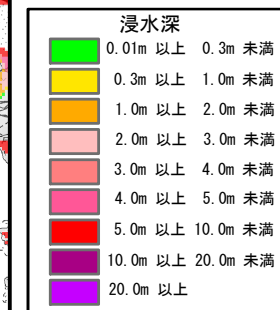 浸水深
0.01m 以上 0.3m 未満
0.3m 以上 1.0m 未満
1.0m 以上 2.0m 未満
2.0m 以上 3.0m 未満
3.0m 以上 4.0m 未満
4.0m 以上 5.0m 未満
5.0m 以上 10.0m 未満
10.0m 以上 20.0m 未満
20.0m 以上